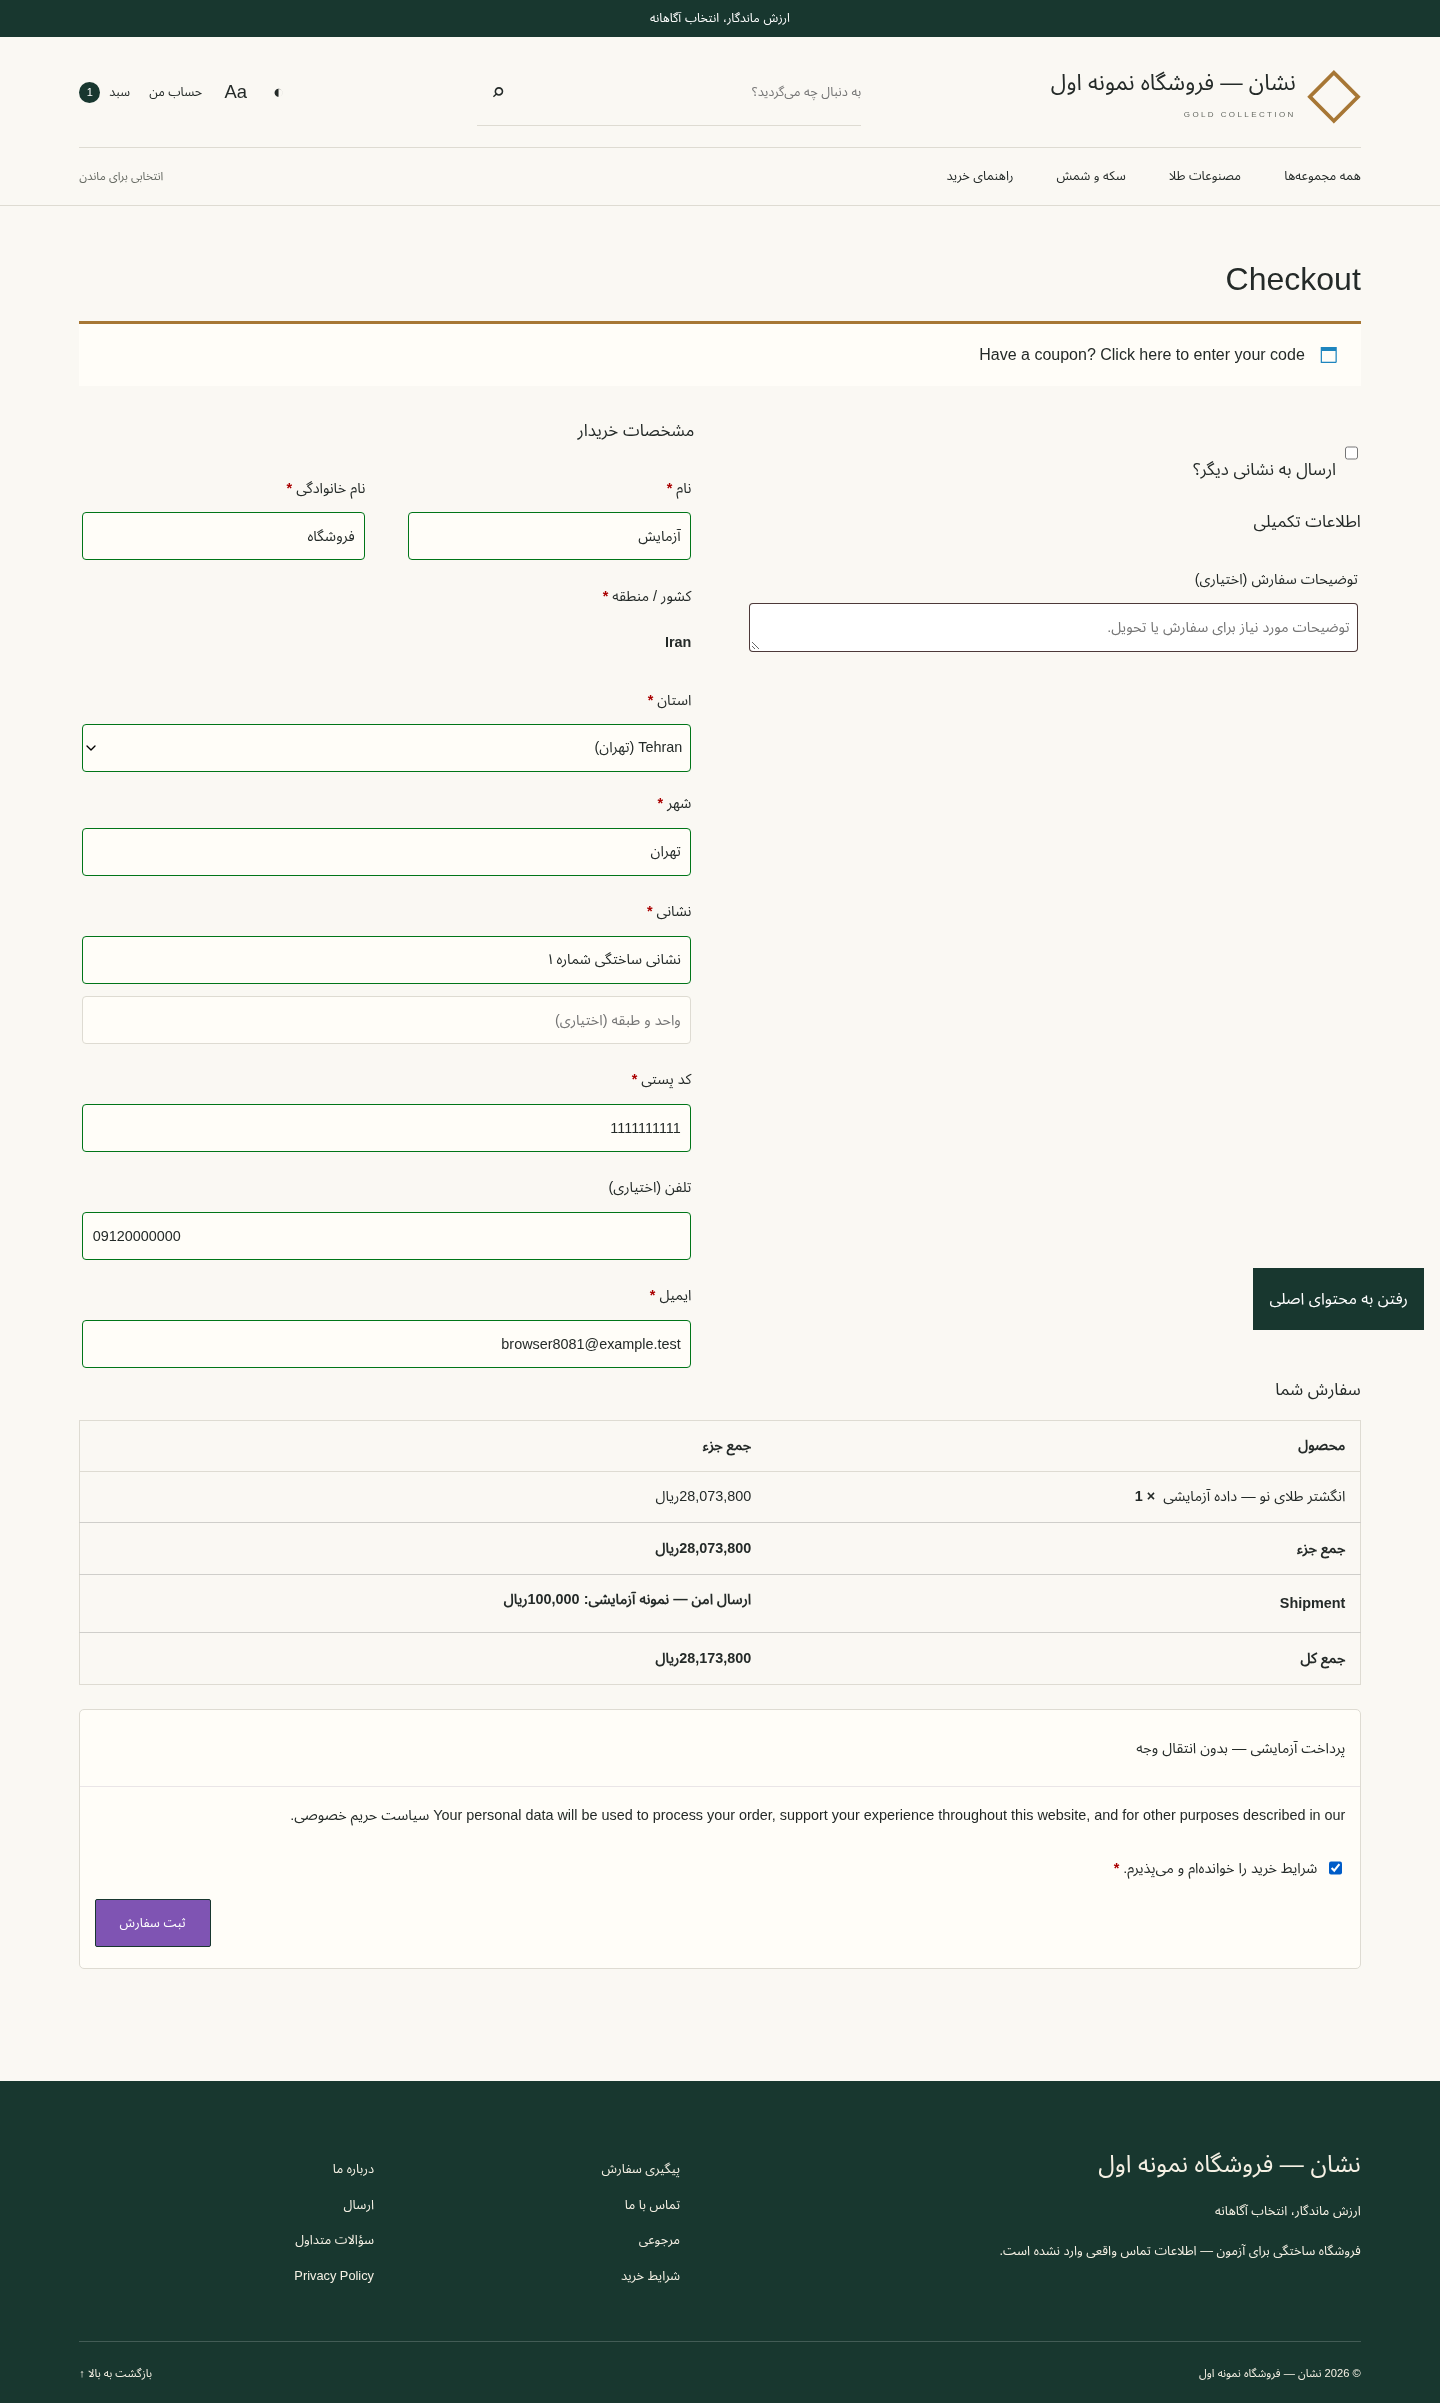 ارزش ماندگار، انتخاب آگاهانه
نشان — فروشگاه نمونه اول
GOLD COLLECTION
به دنبال چه می‌گردید؟
Aa
حساب من
سبد
1
همه مجموعه‌ها
مصنوعات طلا
سکه و شمش
راهنمای خرید
انتخابی برای ماندن
Checkout
Have a coupon? Click here to enter your code
ارسال به نشانی دیگر؟
اطلاعات تکمیلی
توضیحات سفارش (اختیاری)
توضیحات مورد نیاز برای سفارش یا تحویل.
مشخصات خریدار
نام *
آزمایش
نام خانوادگی *
فروشگاه
کشور / منطقه *
Iran
استان *
Tehran (تهران)
شهر *
تهران
نشانی *
نشانی ساختگی شماره ۱
واحد و طبقه (اختیاری)
کد پستی *
1111111111
تلفن (اختیاری)
09120000000
ایمیل *
browser8081@example.test
رفتن به محتوای اصلی
سفارش شما
محصول
جمع جزء
انگشتر طلای نو — داده آزمایشی × 1
28,073,800ریال
جمع جزء
28,073,800ریال
Shipment
ارسال امن — نمونه آزمایشی: 100,000ریال
جمع کل
28,173,800ریال
پرداخت آزمایشی — بدون انتقال وجه
Your personal data will be used to process your order, support your experience throughout this website, and for other purposes described in our سیاست حریم خصوصی.
شرایط خرید را خوانده‌ام و می‌پذیرم. *
ثبت سفارش
نشان — فروشگاه نمونه اول
ارزش ماندگار، انتخاب آگاهانه
فروشگاه ساختگی برای آزمون — اطلاعات تماس واقعی وارد نشده است.
پیگیری سفارش
تماس با ما
مرجوعی
شرایط خرید
درباره ما
ارسال
سؤالات متداول
Privacy Policy
© 2026 نشان — فروشگاه نمونه اول
بازگشت به بالا ↑